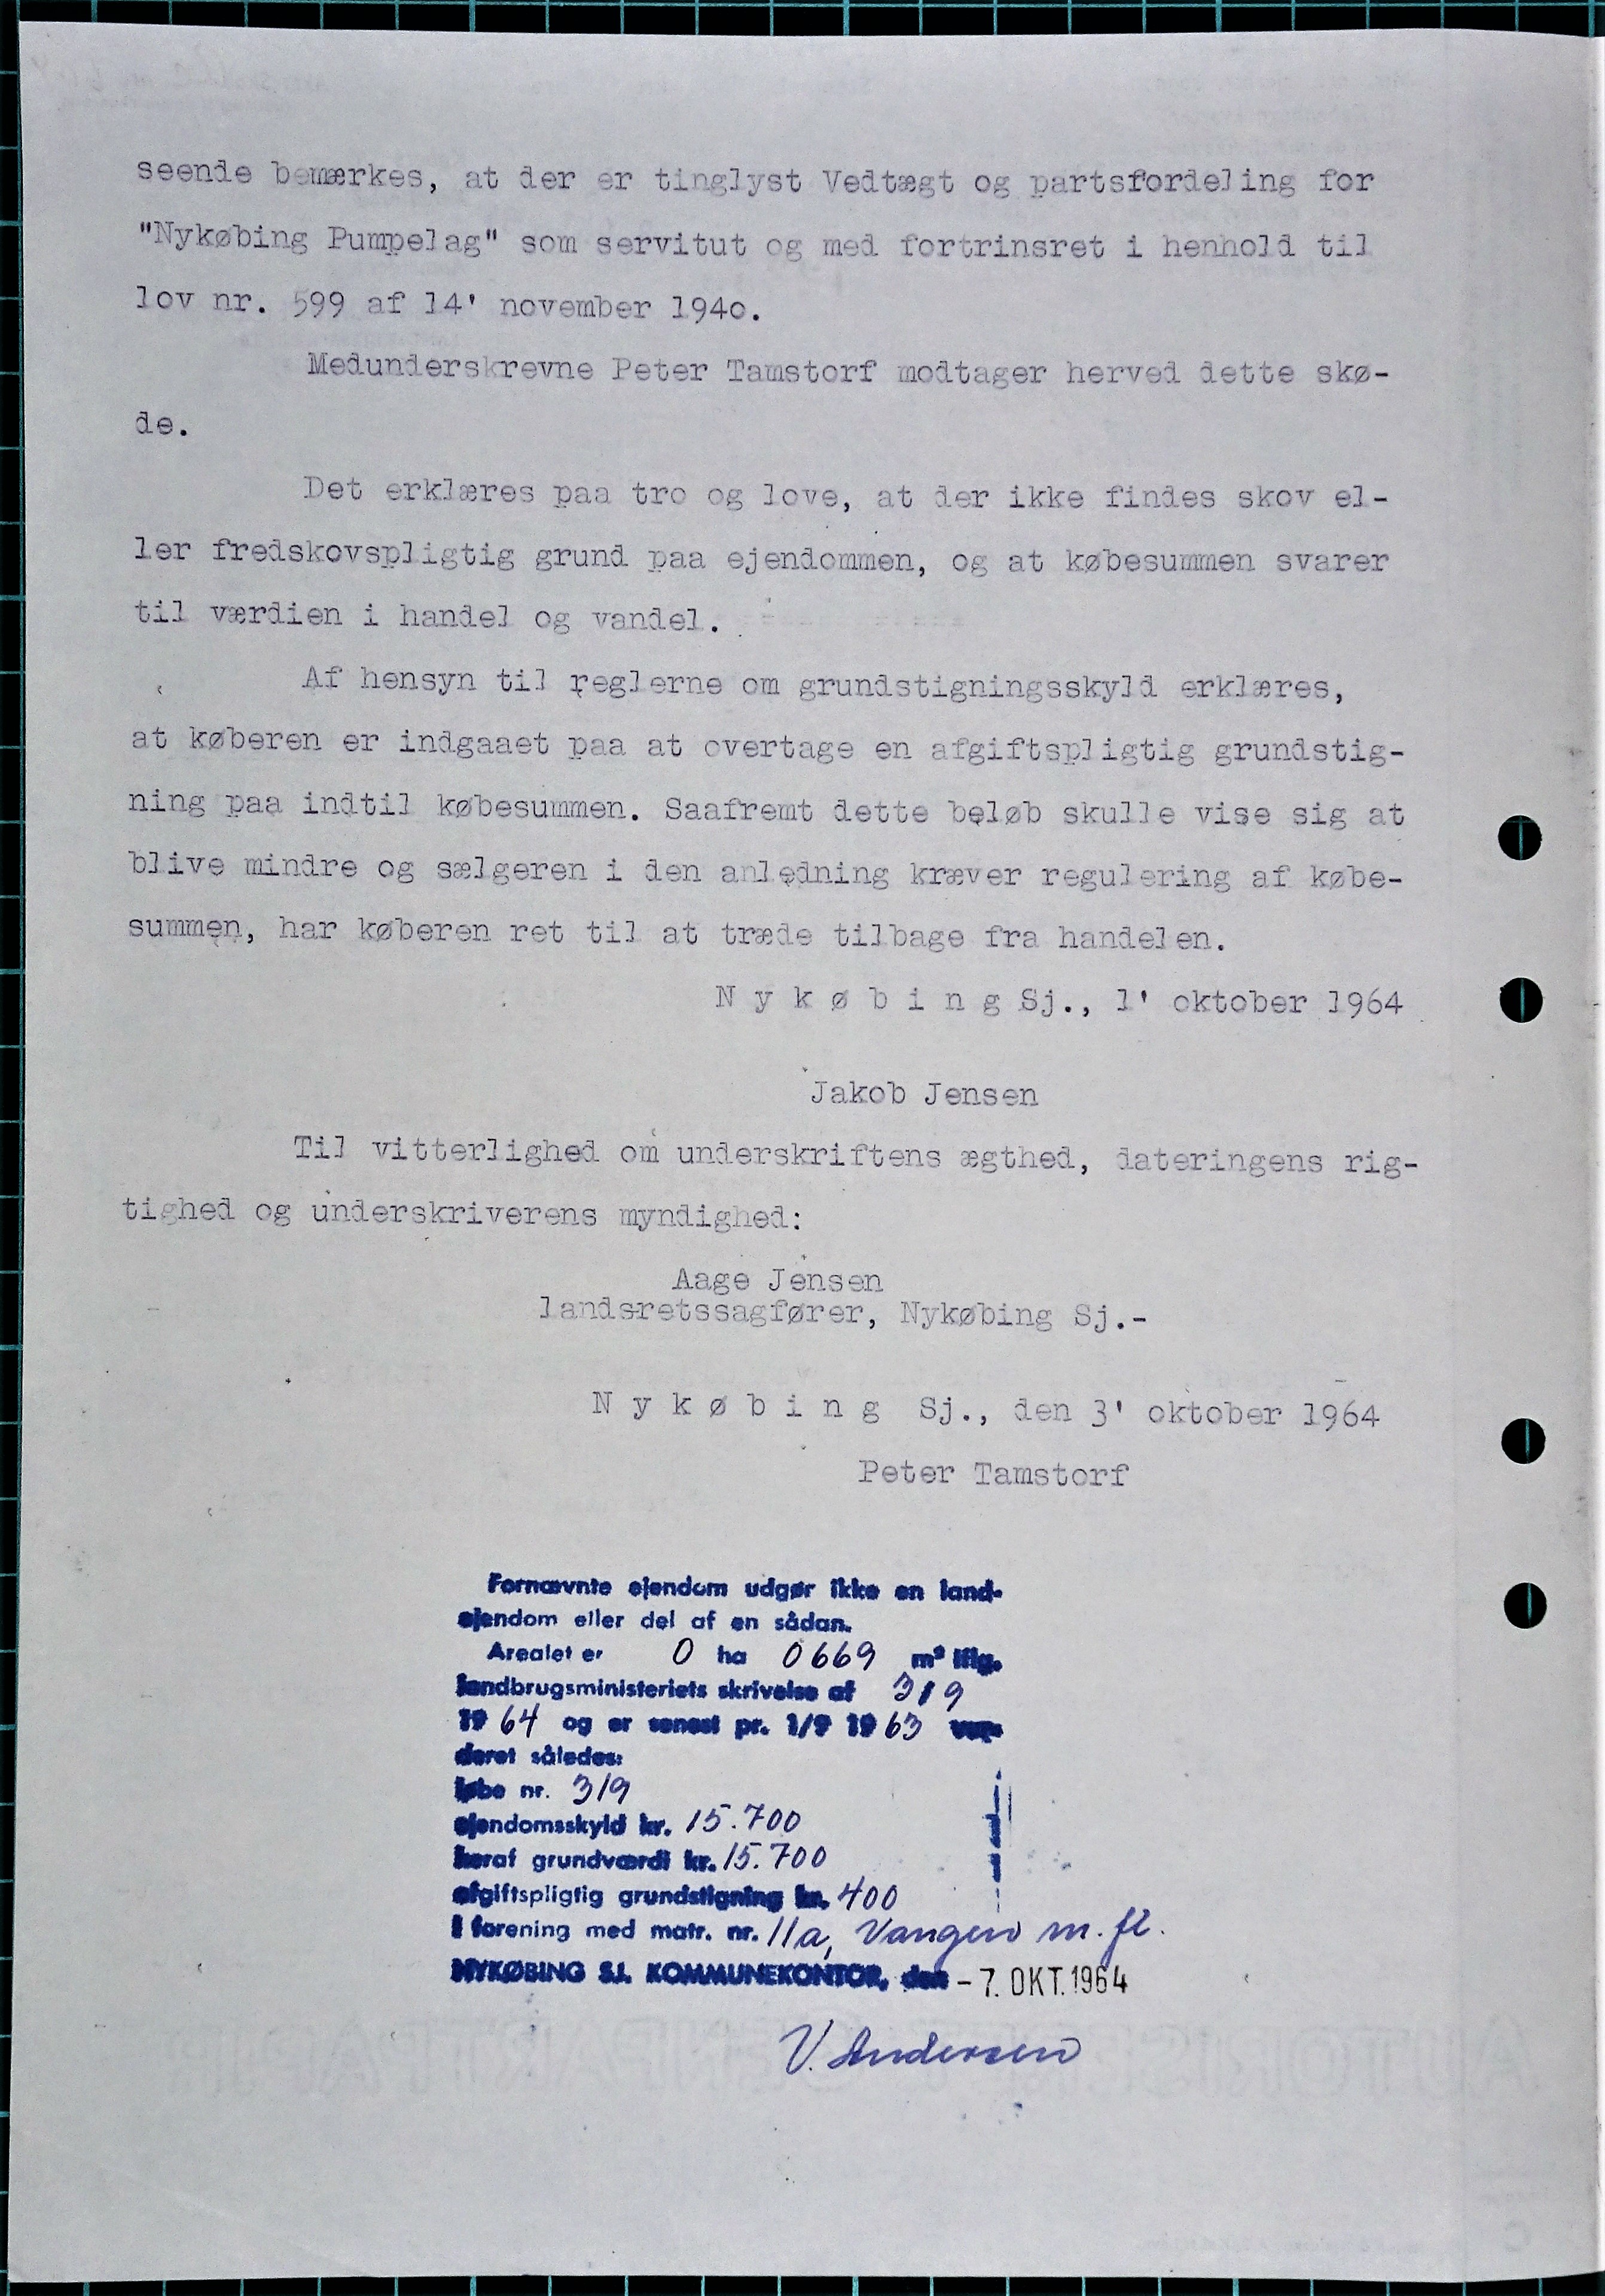 seende bemærkes, at der er tinglyst Vedtægt og partsfordeling for
"Nykøbing Pumpelag" som servitut og med fortrinsret i henhold til
lov nr. 599 af 14' november 194o.
Medunderskrevne Peter Tamstorf modtager herved dette skø-
de.
Det erklæres paa tro og love, at der ikke findes skov el-
ler fredskovspligtig grund paa ejendommen, og at købesummen svarer
til værdien i handel og vandel.
Af hensyn til reglerne om grundstigningsskyld erklæres,
at køberen er indgaaet paa at overtage en afgiftspligtig grundstig-
ning paa indtil købesummen. Saafremt dette beløb skulle vise sig at
blive mindre og sælgeren i den anledning kræver regulering af købe-
summen, har køberen ret til at træde tilbage fra handelen.
N y k ø b i n g Sj., 1' oktober 1964
Jakob Jensen
Til vitterlighed om underskriftens ægthed, dateringens rig-
tighed og underskriverens myndighed:
Aage Jensen
landsretssagfører, Nykøbing Sj.-
N y k ø b i n g Sj., den 3' oktober 1964
Peter Tamstorf
Fornævnte ejendom udgør ikke en land-
ejendom eller del af en sådan.
Arealet er 0 ha 0669 m² iflg.
landbrugsministeriets skrivelse af 3/9
1964 og er senest pr. 1/9 1963 vur-
deret således:
løbe nr. 319
ejendomsskyld kr. 15.700
heraf grundværdi kr. 15.700
afgiftspligtig grundstigning kr. 400
i forening med matr. nr. 11a, Vangen m. fl.
NYKØBING SJ. KOMMUNEKONTOR, den - 7. OKT. 1964
V. Andersen